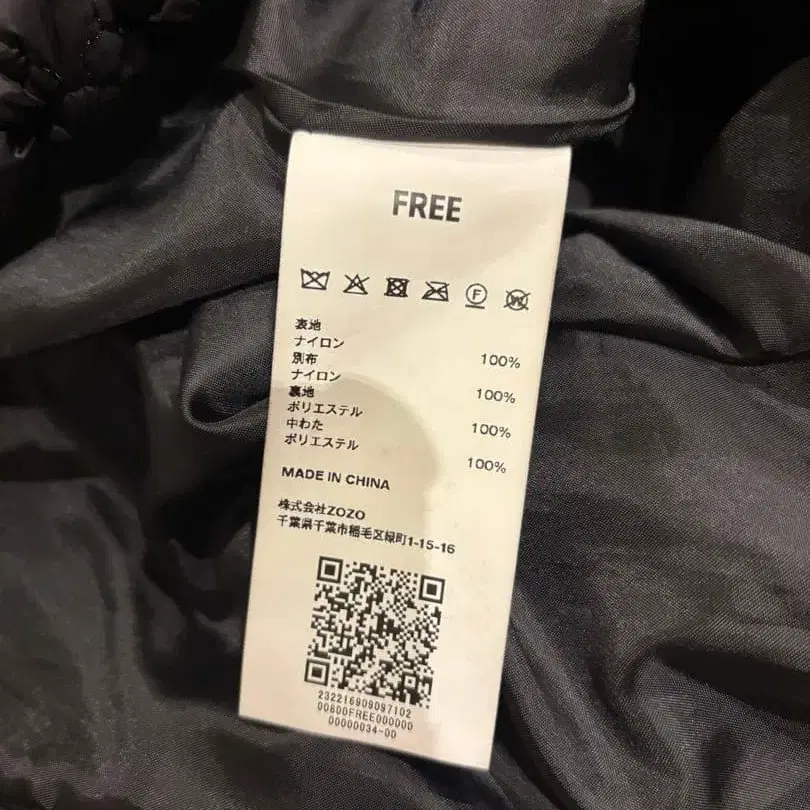 FREE
表地
ナイロン 100%
別布
ナイロン 100%
裏地
ポリエステル 100%
中わた
ポリエステル 100%
MADE IN CHINA
株式会社ZOZO
千葉県千葉市稲毛区緑町1-15-16
232216909097102
00800FREE000000
00000034-00